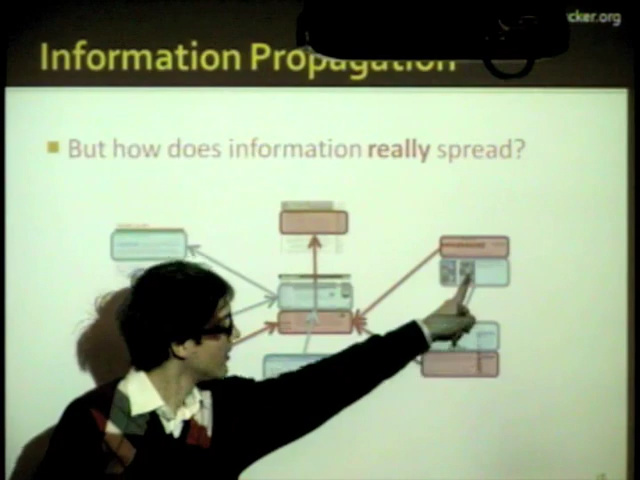 cker.org
Information Propagation
But how does information really spread?